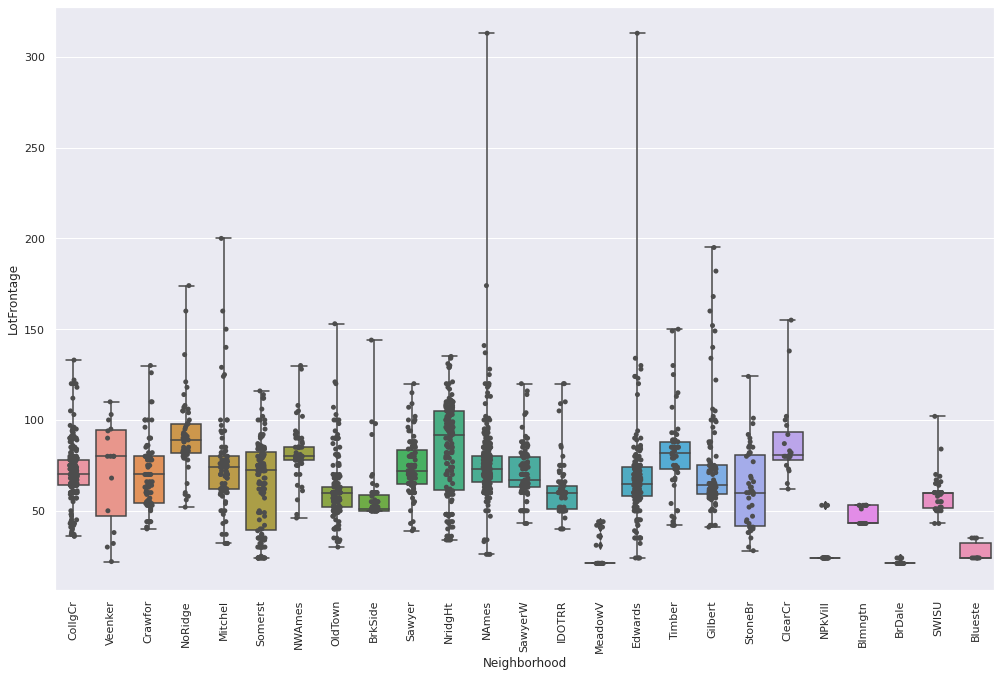 300
250
200
150
100
50
LotFrontage
CollgCr
Veenker
Crawfor
NoRidge
Mitchel
Somerst
NWAmes
OldTown
BrkSide
Sawyer
NridgHt
NAmes
SawyerW
IDOTRR
MeadowV
Edwards
Timber
Gilbert
StoneBr
ClearCr
NPkVill
Blmngtn
BrDale
SWISU
Blueste
Neighborhood